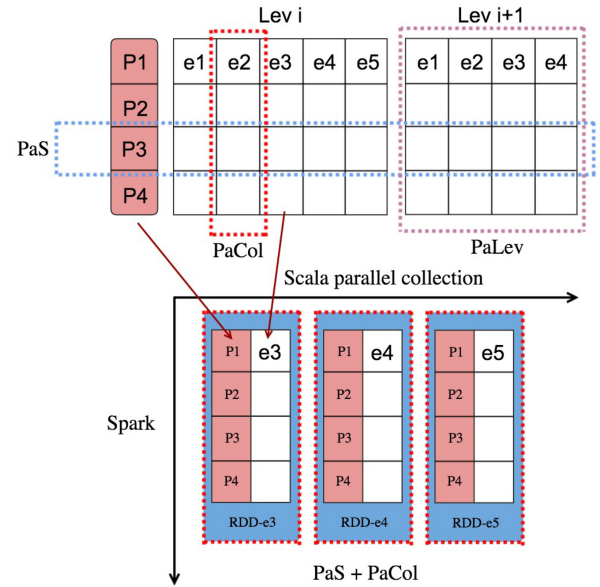 Lev i
Lev i+1
P1 e1 e2 e3 e4 e5 e1 e2 e3 e4
P2
PaS P3
P4
PaCol
PaLev
Scala parallel collection
P1 e3 P1 e4 P1 e5
P2 P2 P2
Spark
P3 P3 P3
P4 P4 P4
RDD-e3 RDD-e4 RDD-e5
PaS + PaCol